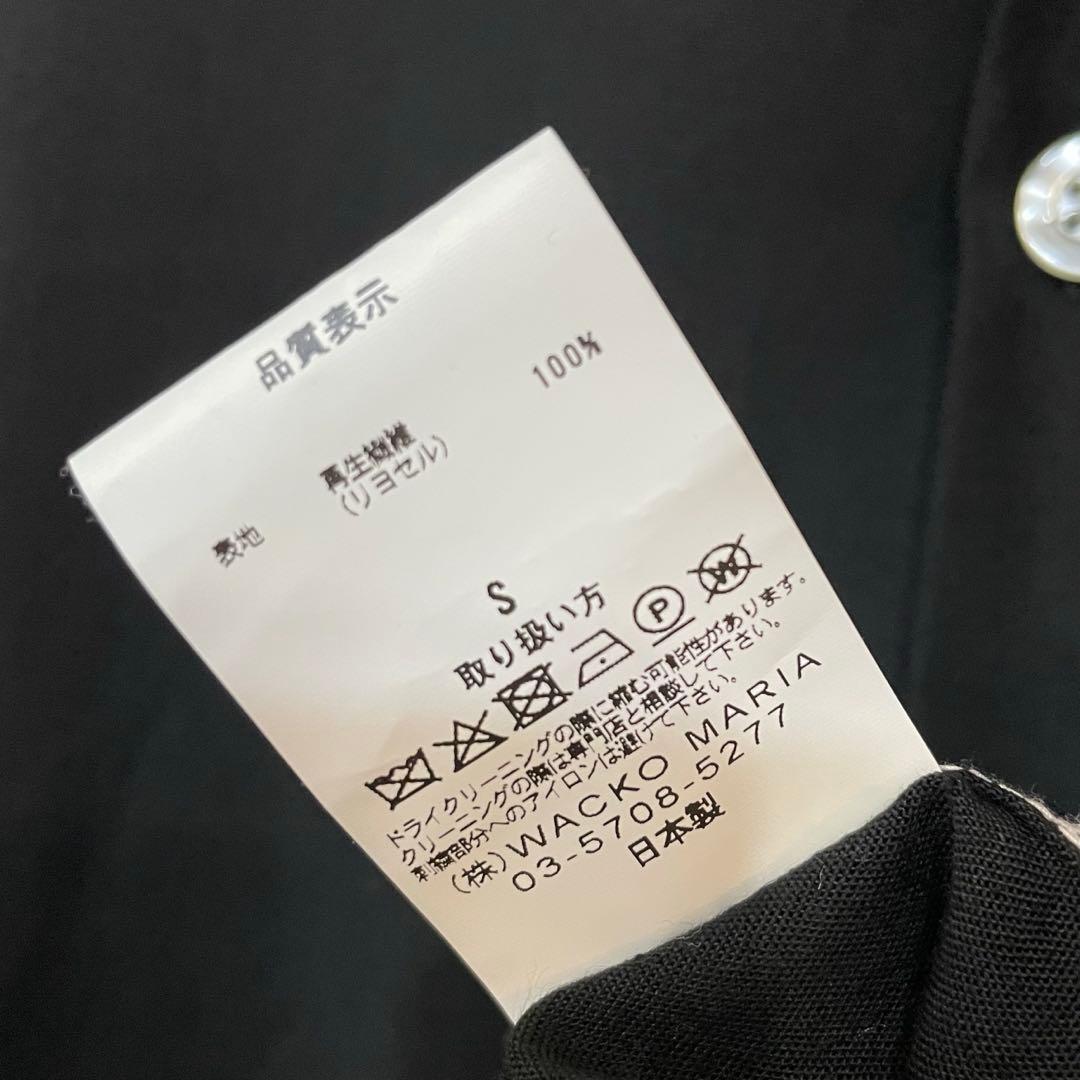 品質表示
再生繊維 100%
(リヨセル)
表地
S
取り扱い方
P W
ドライクリーニングの際に縮む可能性があります。
クリーニングの際は専門店と相談して下さい。
刺繍部分へのアイロンは避けて下さい。
(株)WACKO MARIA
03-5708-5277
日本製